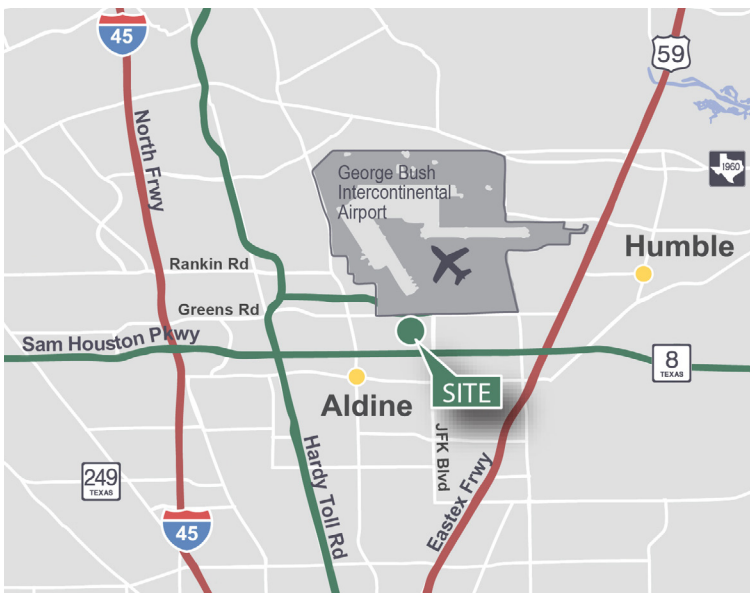 45
59
North Frwy
George Bush
Intercontinental
Airport
1960
Humble
Rankin Rd
Greens Rd
Sam Houston Pkwy
8
TEXAS
SITE
Aldine
JFK Blvd
Hardy Toll Rd
Eastex Frwy
249
TEXAS
45